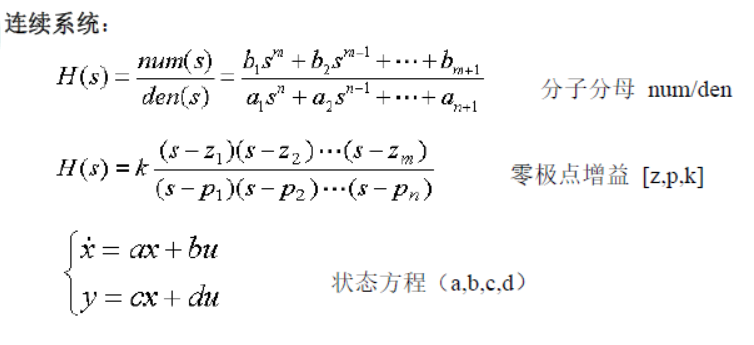 连续系统：
H(s) = num(s)/den(s) = (b₁sᵐ + b₂sᵐ⁻¹ + ⋯ + bₘ₊₁)/(a₁sⁿ + a₂sⁿ⁻¹ + ⋯ + aₙ₊₁) 分子分母 num/den
H(s) = k (s − z₁)(s − z₂)⋯(s − zₘ)/(s − p₁)(s − p₂)⋯(s − pₙ) 零极点增益 [z,p,k]
ẋ = ax + bu
y = cx + du 状态方程（a,b,c,d）